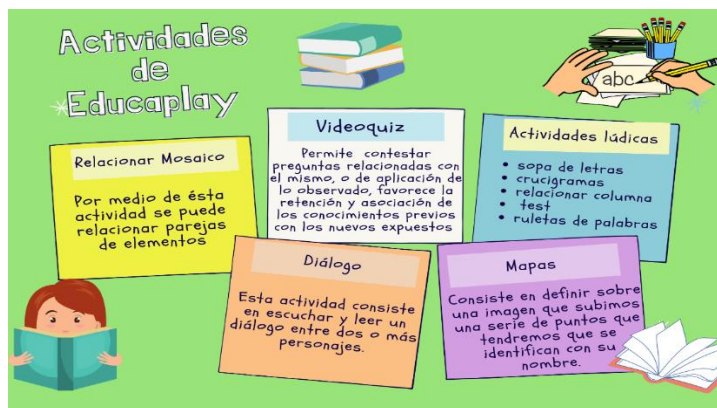 Actividades
de
Educaplay
abc
Relacionar Mosaico
Por medio de ésta
actividad se puede
relacionar parejas
de elementos
Videoquiz
Permite contestar
preguntas relacionadas con
el mismo, o de aplicación de
lo observado, favorece la
retención y asociación de
los conocimientos previos
con los nuevos expuestos
Actividades lúdicas
• sopa de letras
• crucigramas
• relacionar columna
• test
• ruletas de palabras
Diálogo
Esta actividad consiste
en escuchar y leer un
diálogo entre dos o más
personajes.
Mapas
Consiste en definir sobre
una imagen que subimos
una serie de puntos que
tendremos que se
identifican con su
nombre.